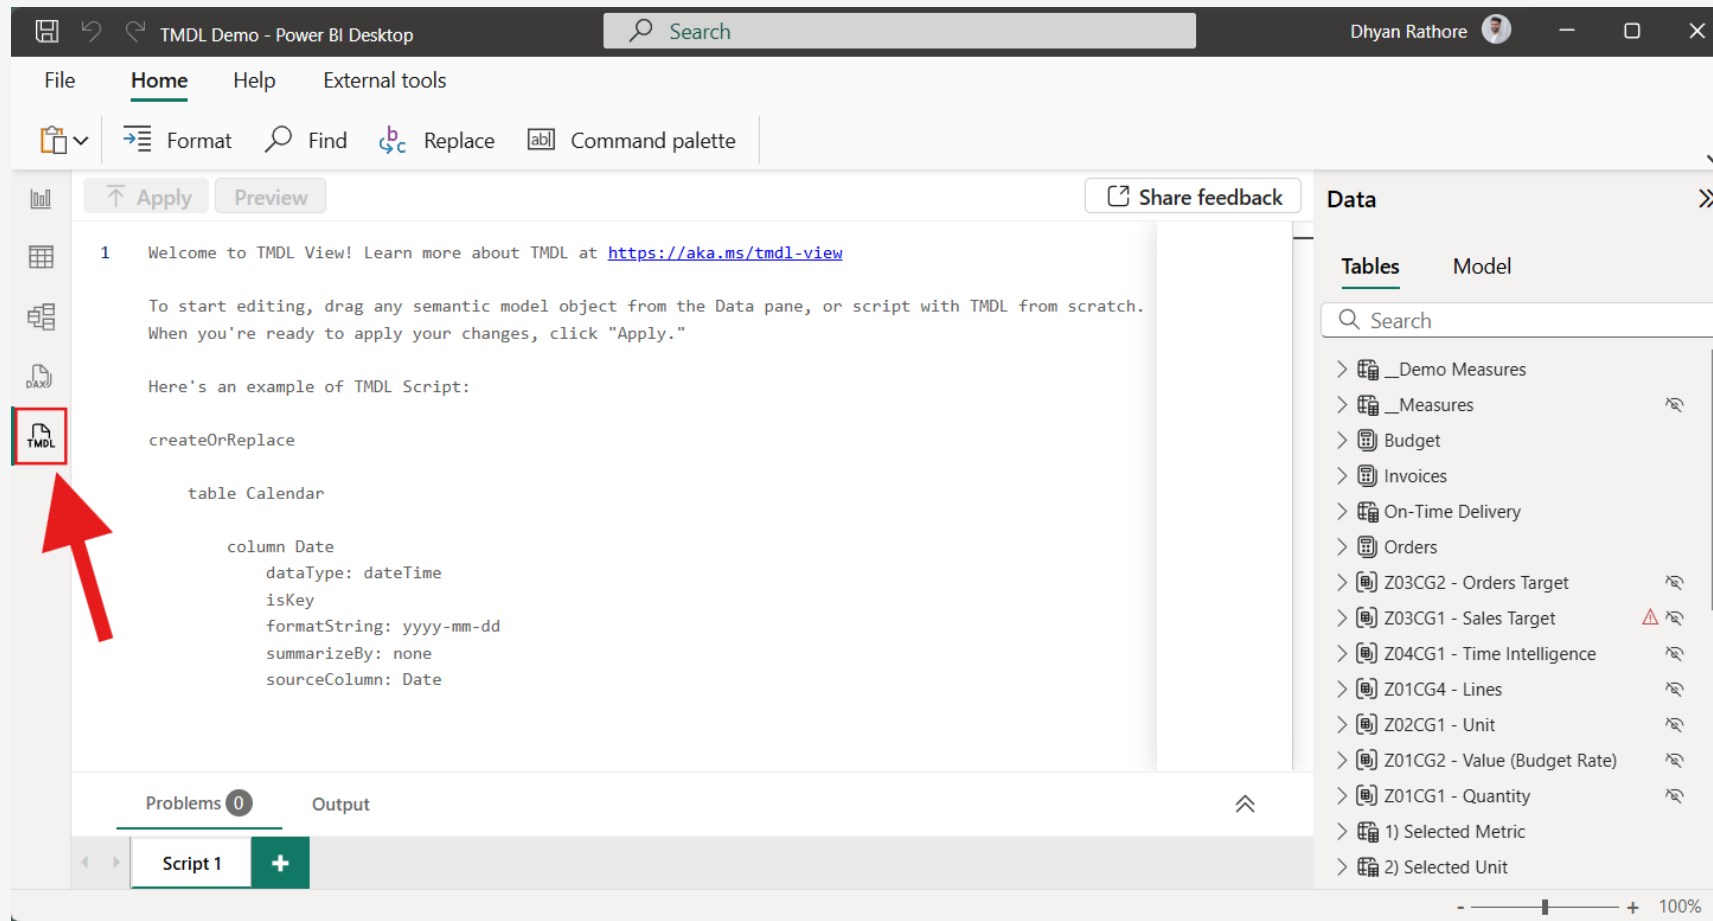 TMDL Demo - Power BI Desktop
Search
Dhyan Rathore
File Home Help External tools
Format Find Replace Command palette
Apply Preview Share feedback
Data
1 Welcome to TMDL View! Learn more about TMDL at https://aka.ms/tmdl-view
To start editing, drag any semantic model object from the Data pane, or script with TMDL from scratch.
When you're ready to apply your changes, click "Apply."
Here's an example of TMDL Script:
createOrReplace
table Calendar
column Date
dataType: dateTime
isKey
formatString: yyyy-mm-dd
summarizeBy: none
sourceColumn: Date
DAX
TMDL
Problems 0 Output
Script 1 +
Tables Model
Search
__Demo Measures
__Measures
Budget
Invoices
On-Time Delivery
Orders
Z03CG2 - Orders Target
Z03CG1 - Sales Target
Z04CG1 - Time Intelligence
Z01CG4 - Lines
Z02CG1 - Unit
Z01CG2 - Value (Budget Rate)
Z01CG1 - Quantity
1) Selected Metric
2) Selected Unit
- + 100%